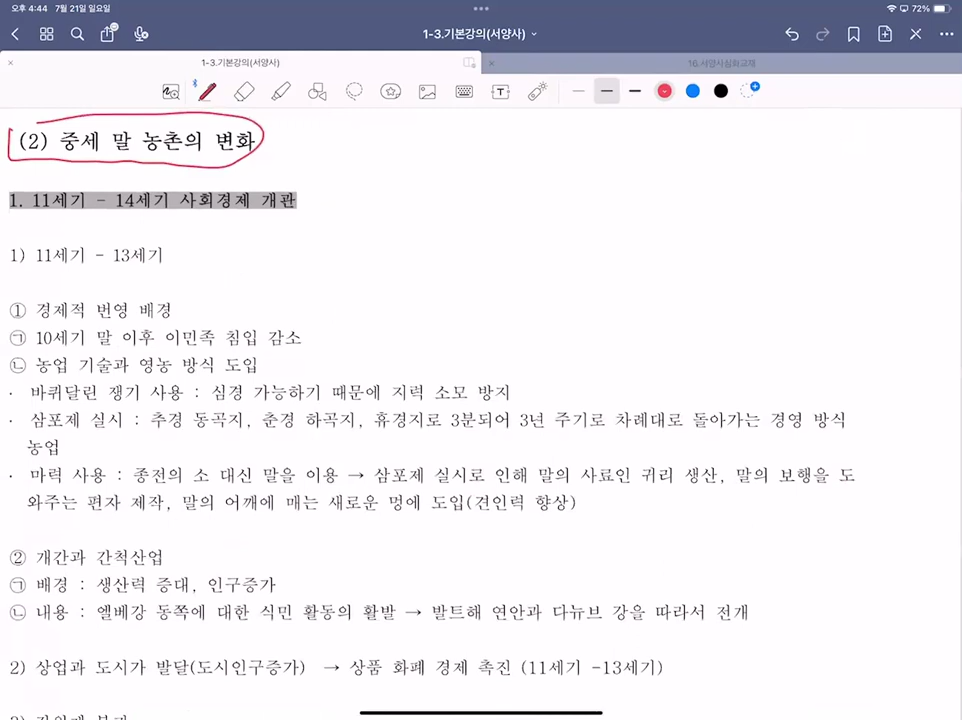 오후 4:44 7월 21일 일요일
72%
1-3.기본강의(서양사)
1-3.기본강의(서양사)
16.서양사심화교재
(2) 중세 말 농촌의 변화
1. 11세기 - 14세기 사회경제 개관
1) 11세기 - 13세기
① 경제적 번영 배경
㉠ 10세기 말 이후 이민족 침입 감소
㉡ 농업 기술과 영농 방식 도입
· 바퀴달린 쟁기 사용 : 심경 가능하기 때문에 지력 소모 방지
· 삼포제 실시 : 추경 동곡지, 춘경 하곡지, 휴경지로 3분되어 3년 주기로 차례대로 돌아가는 경영 방식
농업
· 마력 사용 : 종전의 소 대신 말을 이용 → 삼포제 실시로 인해 말의 사료인 귀리 생산, 말의 보행을 도
와주는 편자 제작, 말의 어깨에 매는 새로운 멍에 도입(견인력 향상)
② 개간과 간척산업
㉠ 배경 : 생산력 증대, 인구증가
㉡ 내용 : 엘베강 동쪽에 대한 식민 활동의 활발 → 발트해 연안과 다뉴브 강을 따라서 전개
2) 상업과 도시가 발달(도시인구증가) → 상품 화폐 경제 촉진 (11세기 -13세기)